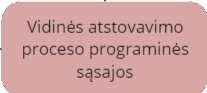 Vidinės atstovavimo
proceso programinės
sąsajos